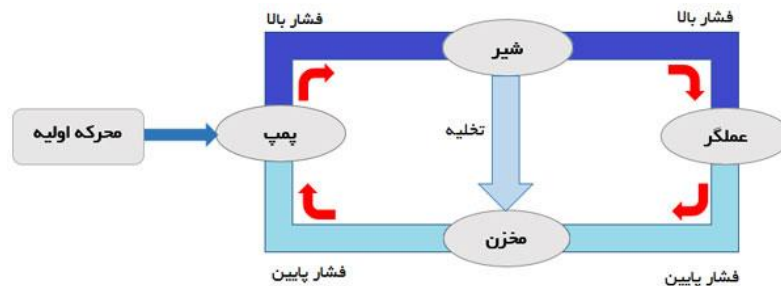 فشار بالا
فشار بالا
شیر
محرکه اولیه
پمپ
تخلیه
عملگر
مخزن
فشار پایین
فشار پایین